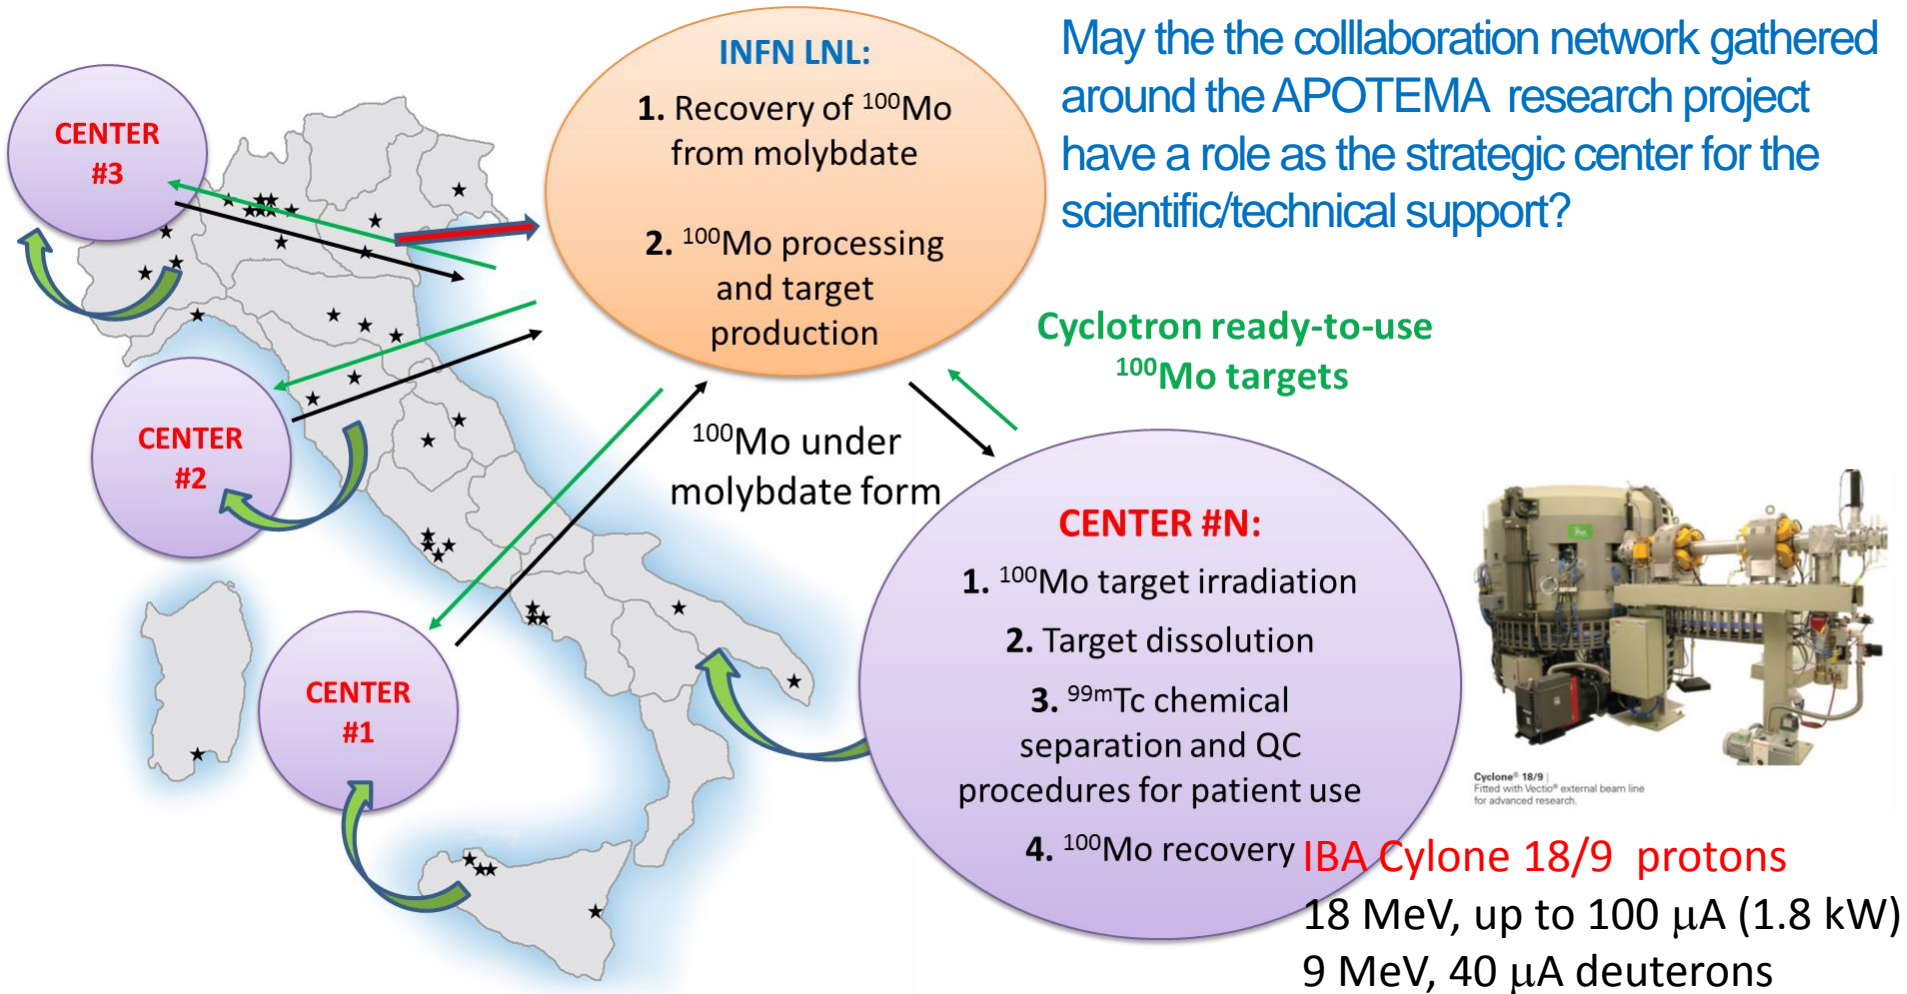 May the the colllaboration network gathered
around the APOTEMA research project
have a role as the strategic center for the
scientific/technical support?
INFN LNL:
1. Recovery of ¹⁰⁰Mo
from molybdate
2. ¹⁰⁰Mo processing
and target
production
CENTER
#3
CENTER
#2
CENTER
#1
Cyclotron ready-to-use
¹⁰⁰Mo targets
¹⁰⁰Mo under
molybdate form
CENTER #N:
1. ¹⁰⁰Mo target irradiation
2. Target dissolution
3. ⁹⁹ᵐTc chemical
separation and QC
procedures for patient use
4. ¹⁰⁰Mo recovery
Cyclone® 18/9 |
Fitted with Vectio® external beam line
for advanced research.
IBA Cylone 18/9 protons
18 MeV, up to 100 μA (1.8 kW)
9 MeV, 40 μA deuterons